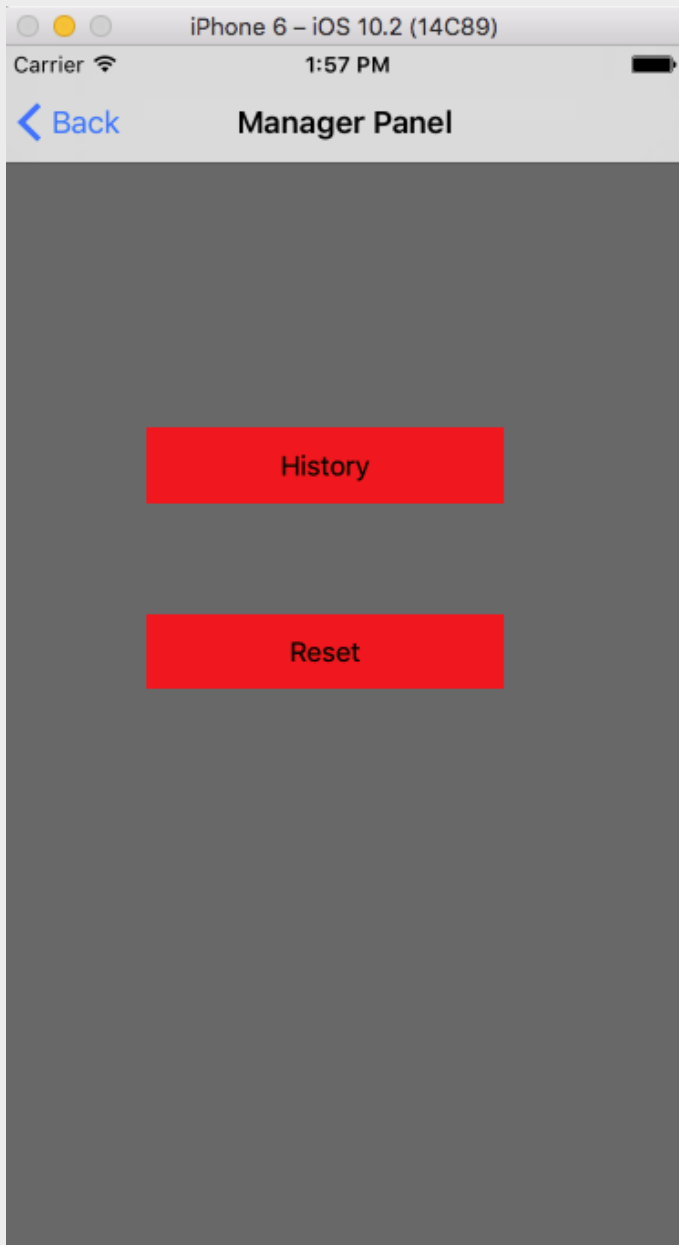 iPhone 6 – iOS 10.2 (14C89)
Carrier 1:57 PM
Back Manager Panel
History
Reset